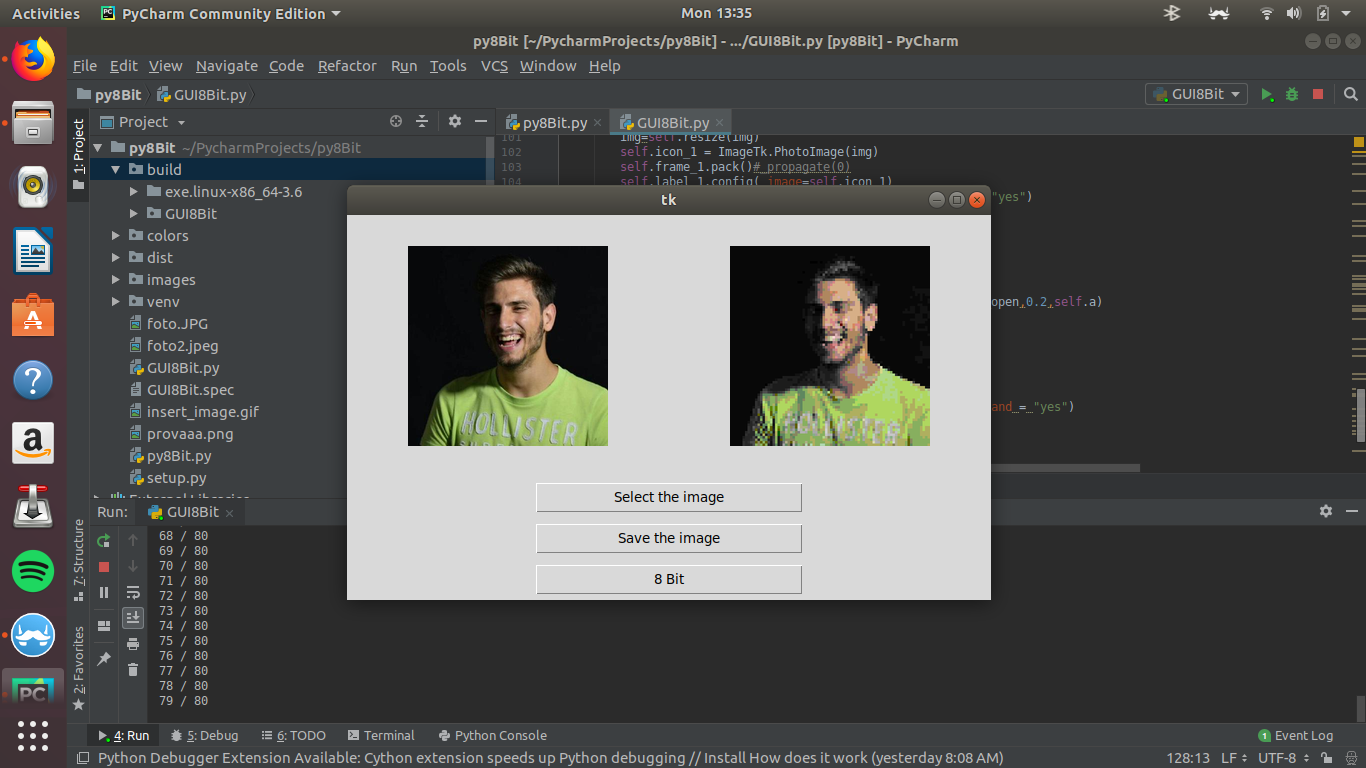 Activities PyCharm Community Edition Mon 13:35
py8Bit [~/PycharmProjects/py8Bit] - .../GUI8Bit.py [py8Bit] - PyCharm
File Edit View Navigate Code Refactor Run Tools VCS Window Help
py8Bit GUI8Bit.py GUI8Bit
1: Project
Project
py8Bit.py GUI8Bit.py
py8Bit ~/PycharmProjects/py8Bit
build
exe.linux-x86_64-3.6
GUI8Bit
colors
dist
images
venv
foto.JPG
foto2.jpeg
GUI8Bit.py
GUI8Bit.spec
insert_image.gif
provaaa.png
py8Bit.py
setup.py
External Libraries
101 img=self.resize(img)
102 self.icon_1 = ImageTk.PhotoImage(img)
103 self.frame_1.pack()# propagate(0)
104 self.label_1.config( image=self.icon_1)
"yes")
open,0.2,self.a)
and = "yes")
tk
HOLLISTER
HOLLISTER
Select the image
Save the image
8 Bit
Run: GUI8Bit
68 / 80
69 / 80
70 / 80
71 / 80
72 / 80
73 / 80
74 / 80
75 / 80
76 / 80
77 / 80
78 / 80
79 / 80
7: Structure
2: Favorites
PC
4: Run 5: Debug 6: TODO Terminal Python Console 1 Event Log
Python Debugger Extension Available: Cython extension speeds up Python debugging // Install How does it work (yesterday 8:08 AM) 128:13 LF UTF-8